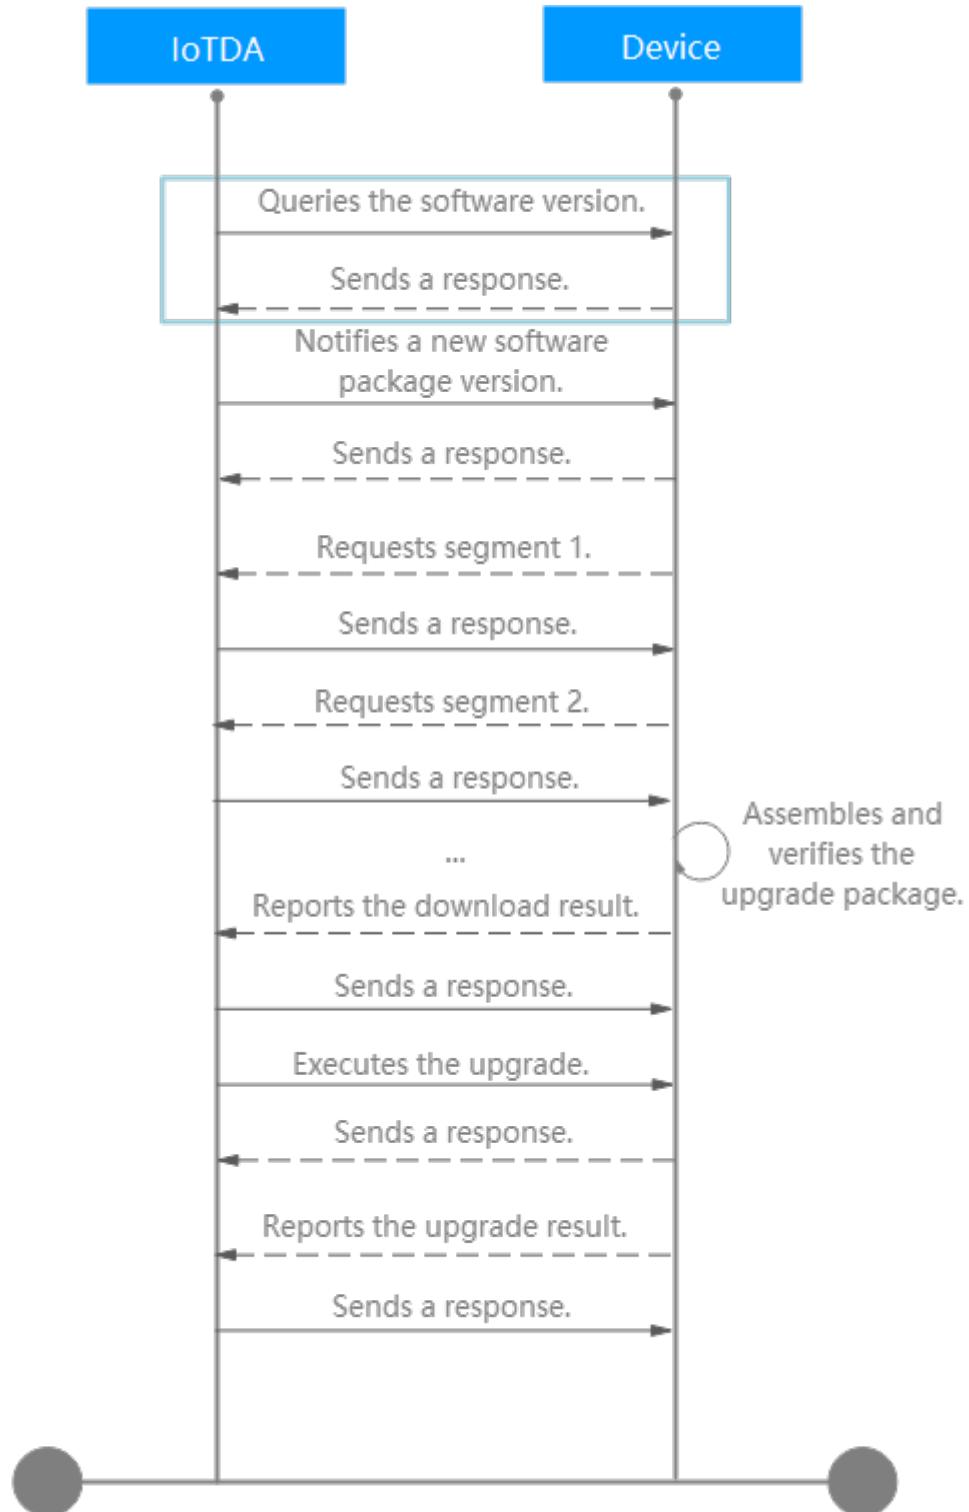 IoTDA
Device
Queries the software version.
Sends a response.
Notifies a new software
package version.
Sends a response.
Requests segment 1.
Sends a response.
Requests segment 2.
Sends a response.
Assembles and
verifies the
upgrade package.
...
Reports the download result.
Sends a response.
Executes the upgrade.
Sends a response.
Reports the upgrade result.
Sends a response.